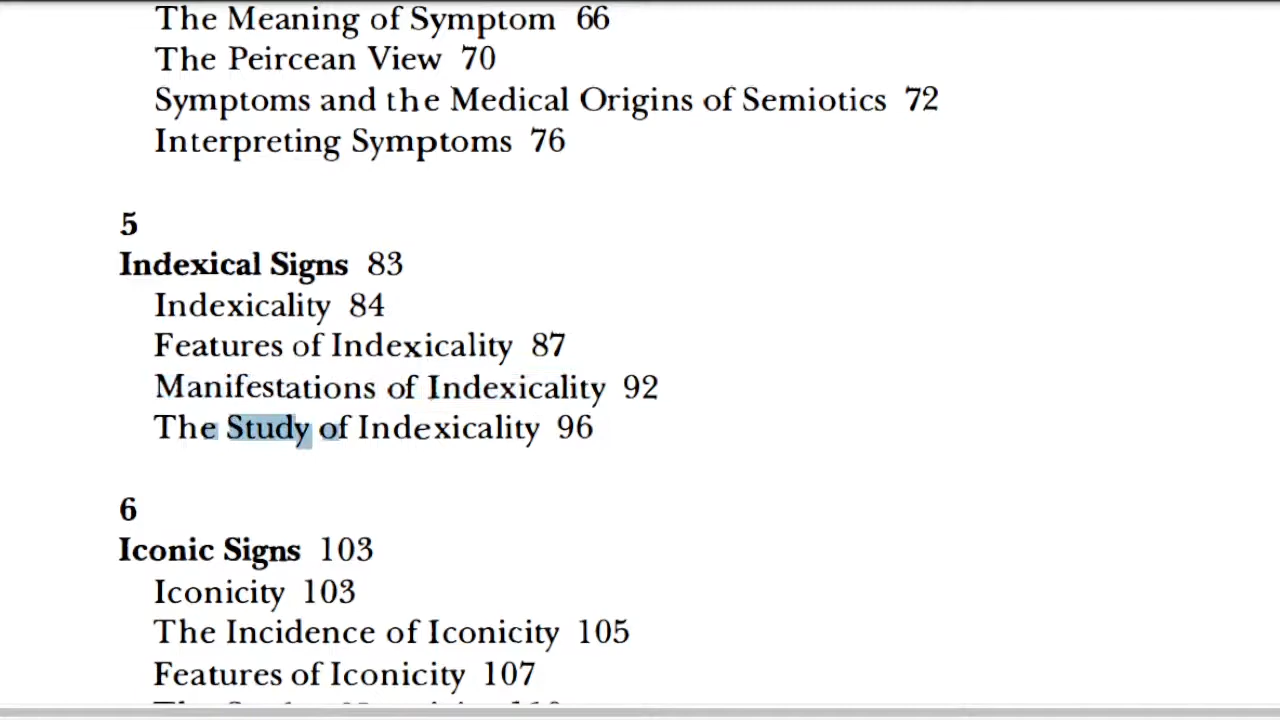 The Meaning of Symptom 66
The Peircean View 70
Symptoms and the Medical Origins of Semiotics 72
Interpreting Symptoms 76
5
Indexical Signs 83
Indexicality 84
Features of Indexicality 87
Manifestations of Indexicality 92
The Study of Indexicality 96
6
Iconic Signs 103
Iconicity 103
The Incidence of Iconicity 105
Features of Iconicity 107